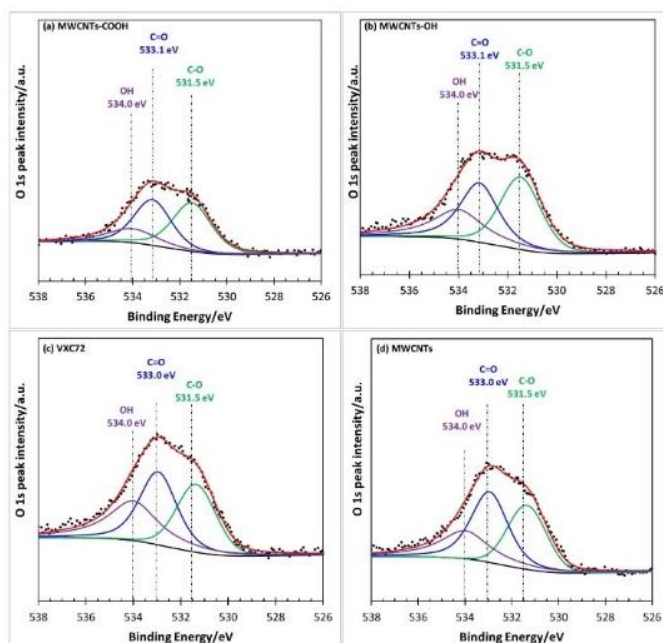 (a) MWCNTs-COOH
C=O
533.1 eV
C-O
531.5 eV
OH
534.0 eV
O 1s peak intensity/a.u.
538 536 534 532 530 528 526
Binding Energy/eV
(b) MWCNTs-OH
C=O
533.1 eV
C-O
531.5 eV
OH
534.0 eV
O 1s peak intensity/a.u.
538 536 534 532 530 528 526
Binding Energy/eV
(c) VXC72
C=O
533.0 eV
C-O
531.5 eV
OH
534.0 eV
O 1s peak intensity/a.u.
538 536 534 532 530 528 526
Binding Energy/eV
(d) MWCNTs
C=O
533.0 eV
C-O
531.5 eV
OH
534.0 eV
O 1s peak intensity/a.u.
538 536 534 532 530 528 526
Binding Energy/eV